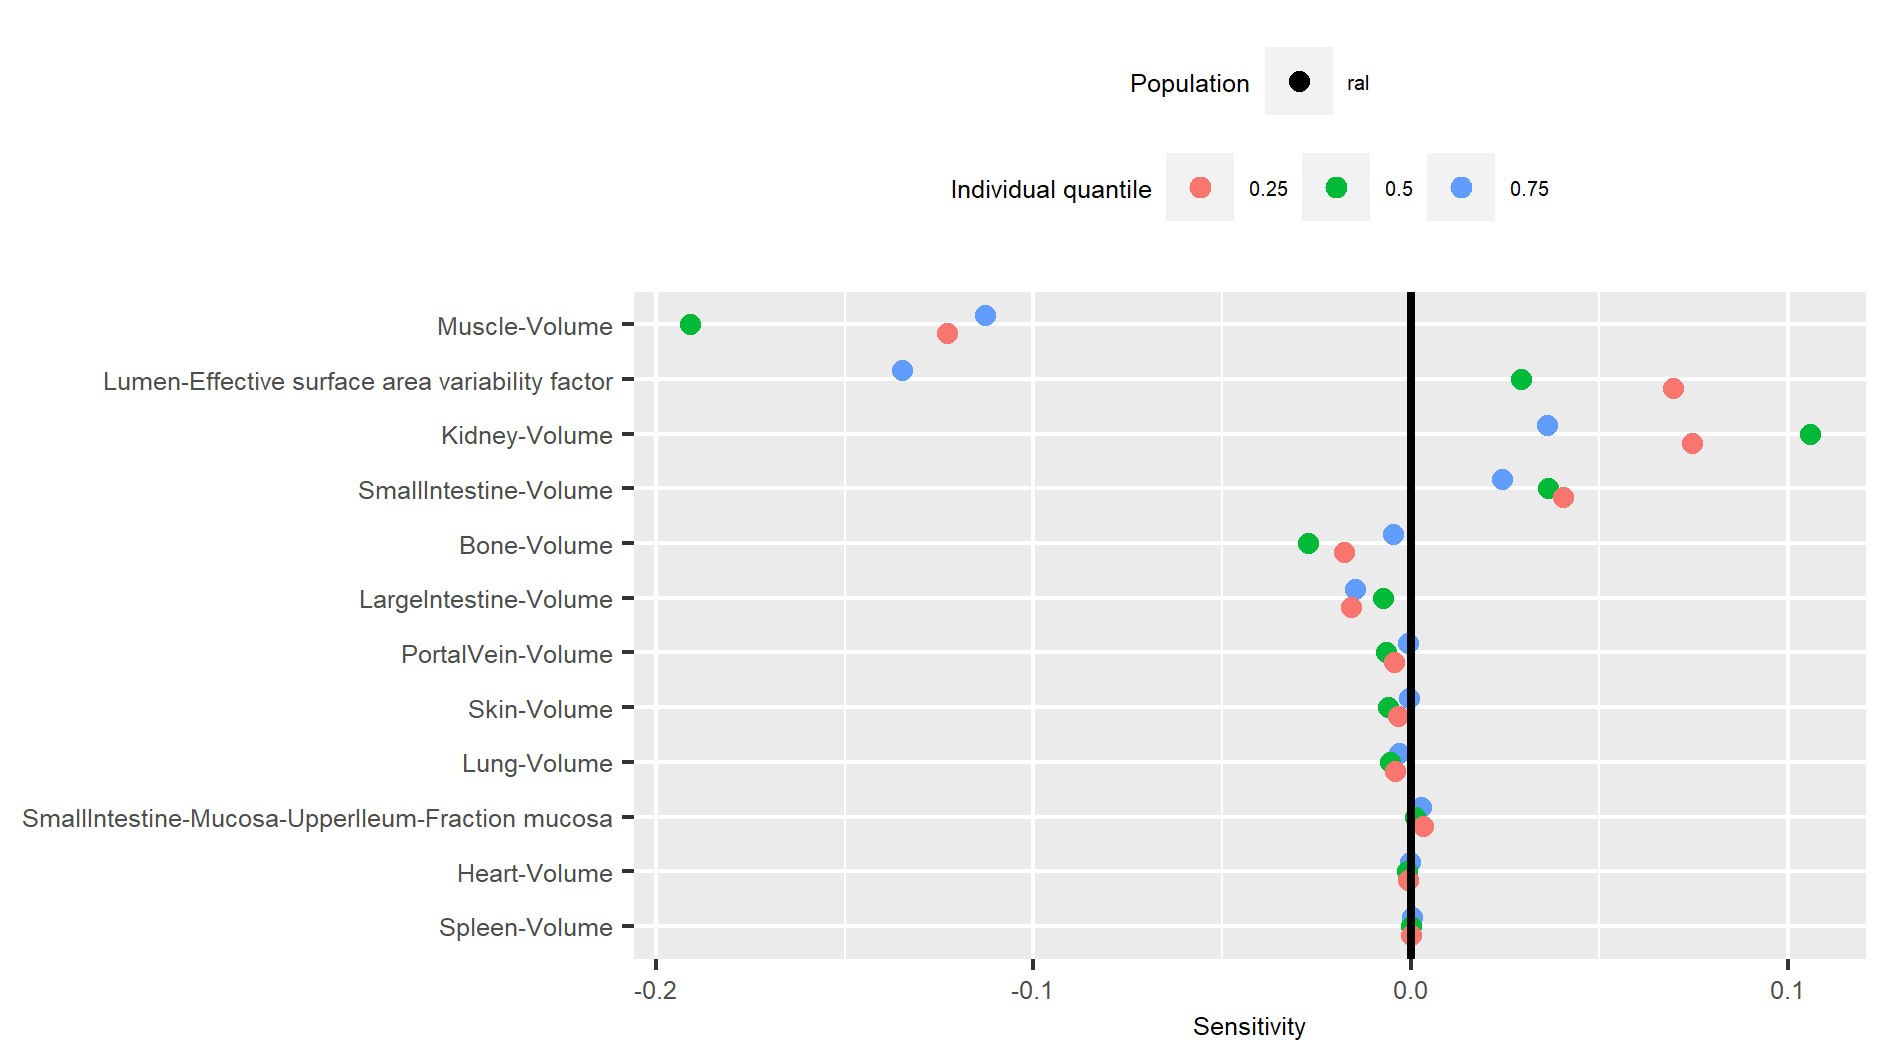 Population ral
Individual quantile 0.25 0.5 0.75
Muscle-Volume
Lumen-Effective surface area variability factor
Kidney-Volume
SmallIntestine-Volume
Bone-Volume
LargeIntestine-Volume
PortalVein-Volume
Skin-Volume
Lung-Volume
SmallIntestine-Mucosa-UpperIleum-Fraction mucosa
Heart-Volume
Spleen-Volume
-0.2 -0.1 0.0 0.1
Sensitivity